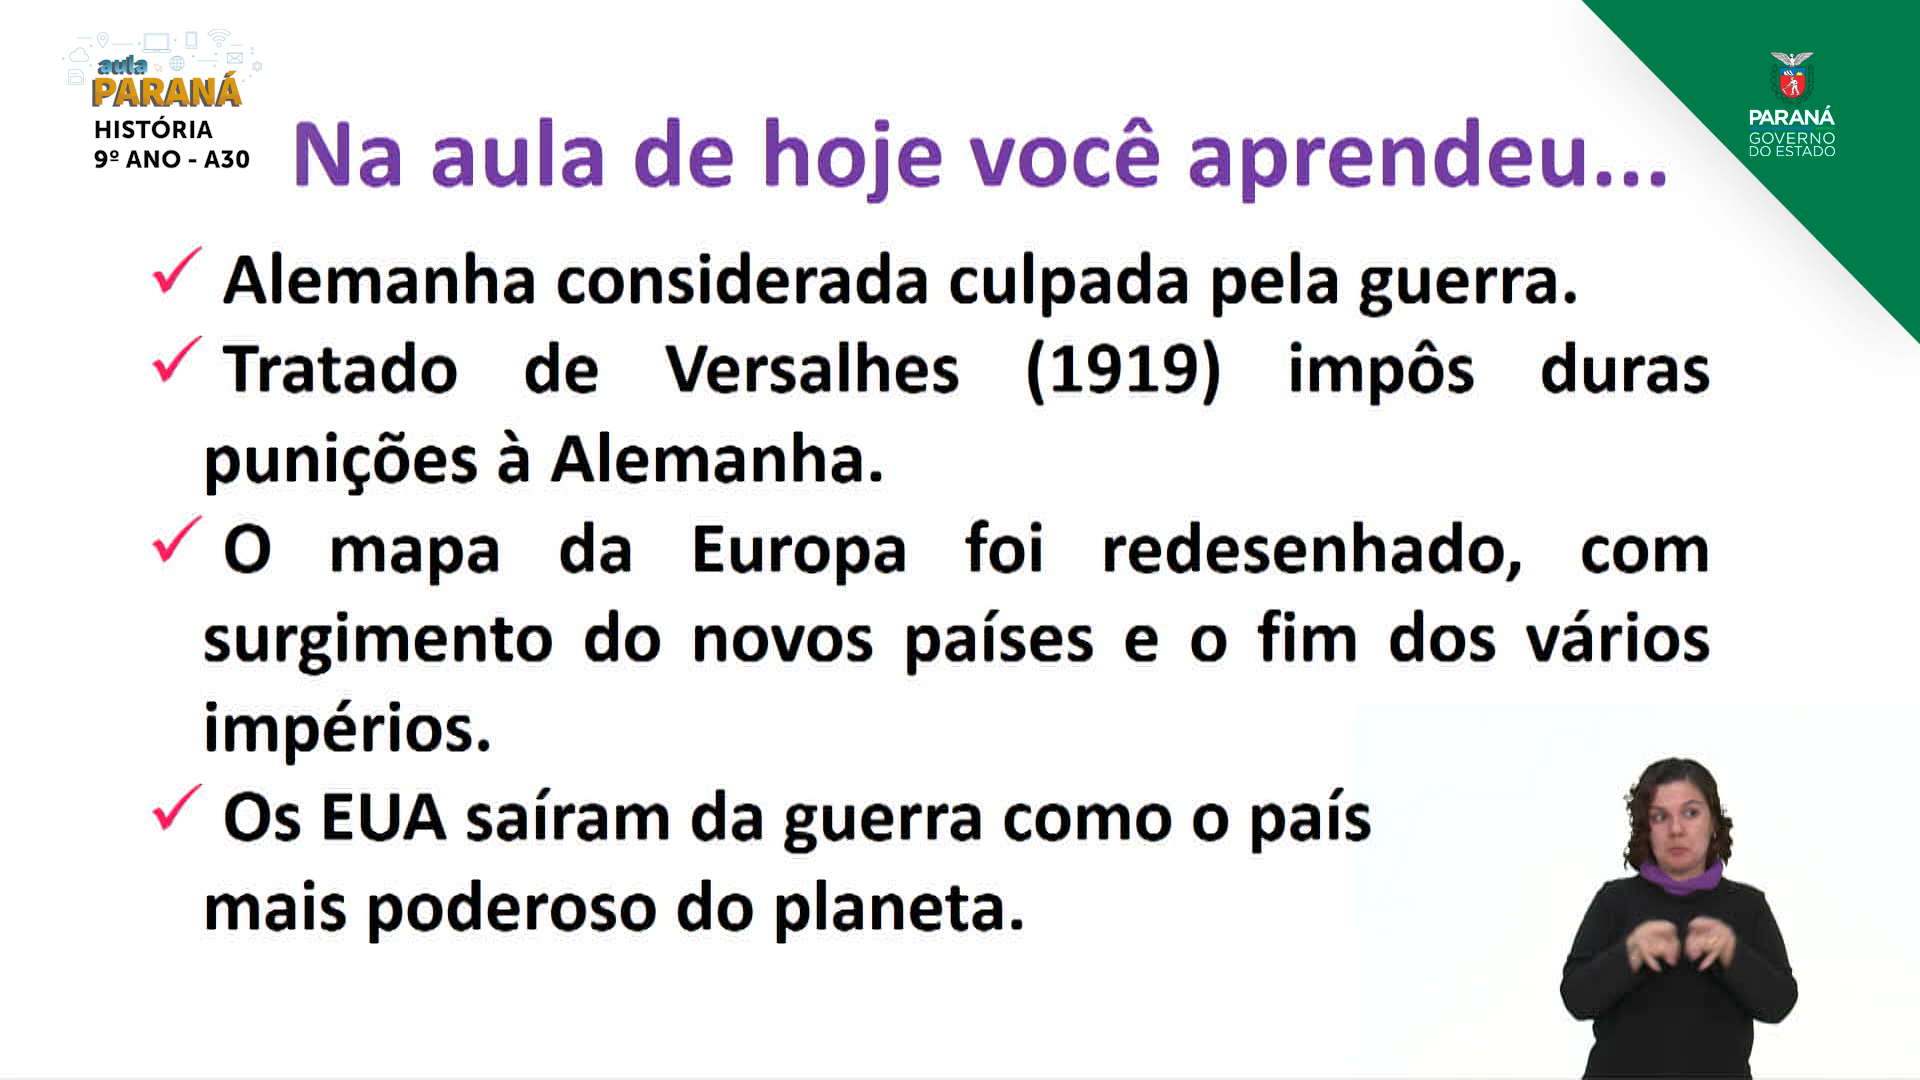 aula
PARANÁ
HISTÓRIA
9º ANO - A30
PARANÁ
GOVERNO
DO ESTADO
Na aula de hoje você aprendeu...
Alemanha considerada culpada pela guerra.
Tratado de Versalhes (1919) impôs duras
punições à Alemanha.
O mapa da Europa foi redesenhado, com
surgimento do novos países e o fim dos vários
impérios.
Os EUA saíram da guerra como o país
mais poderoso do planeta.